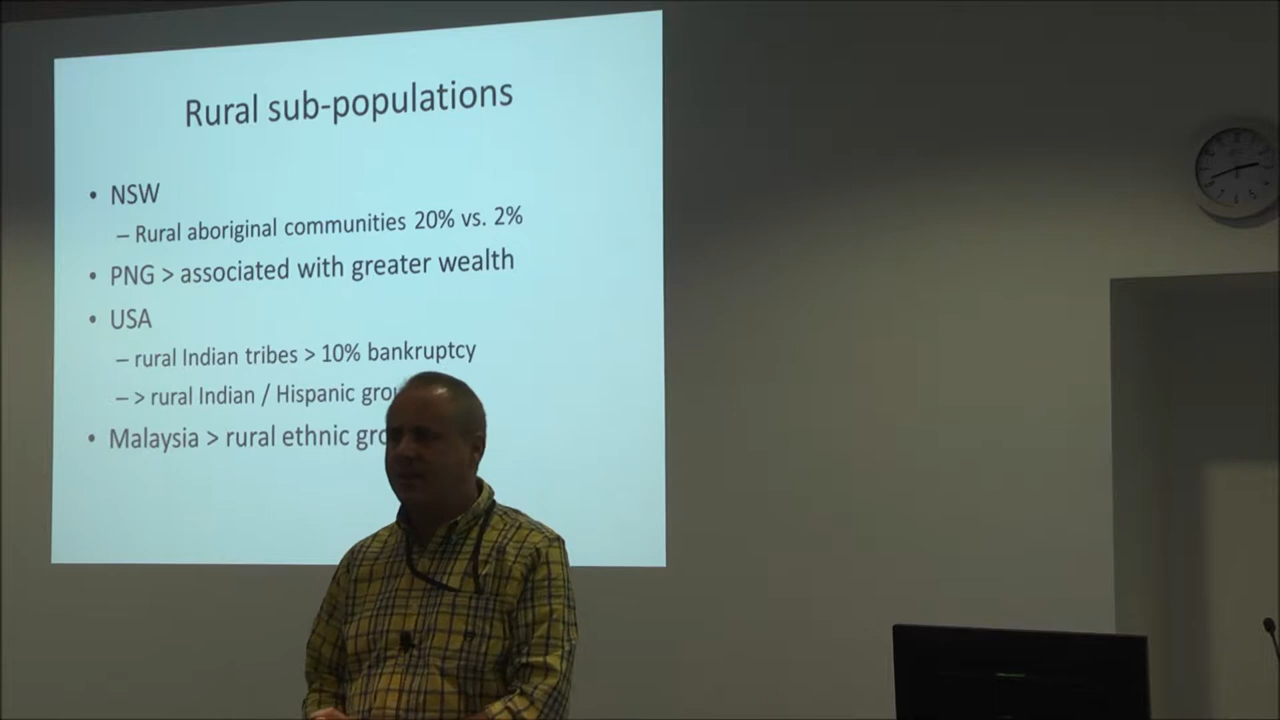 Rural sub-populations
• NSW
– Rural aboriginal communities 20% vs. 2%
• PNG > associated with greater wealth
• USA
– rural Indian tribes > 10% bankruptcy
– > rural Indian / Hispanic
• Malaysia > rural ethnic